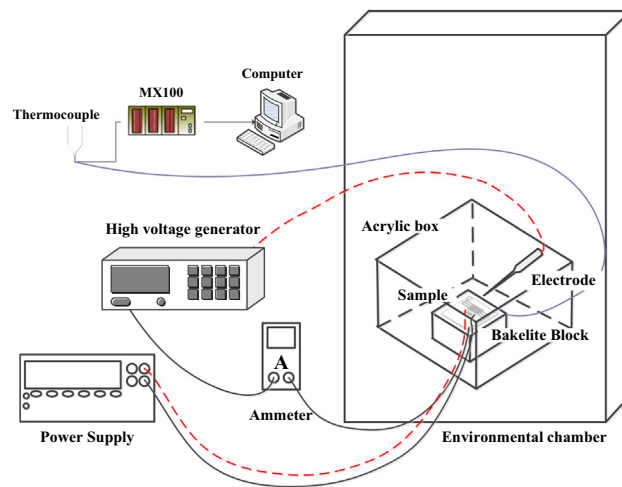 Computer
MX100
Thermocouple
High voltage generator
Acrylic box
Electrode
Sample
Bakelite Block
A
Ammeter
Power Supply
Environmental chamber